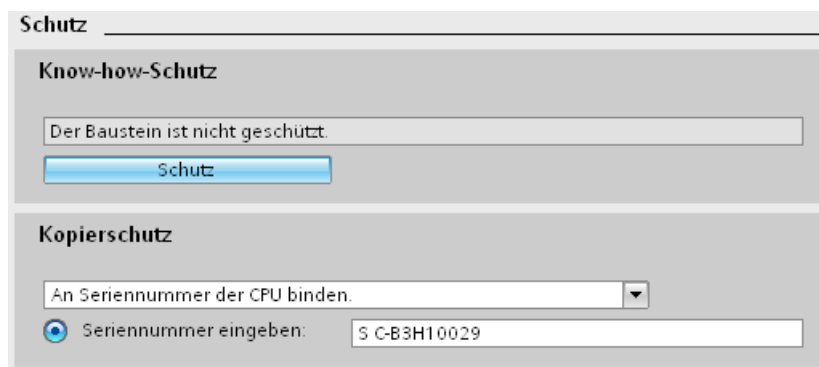 Schutz
Know-how-Schutz
Der Baustein ist nicht geschützt.
Schutz
Kopierschutz
An Seriennummer der CPU binden.
Seriennummer eingeben: S C-B3H10029